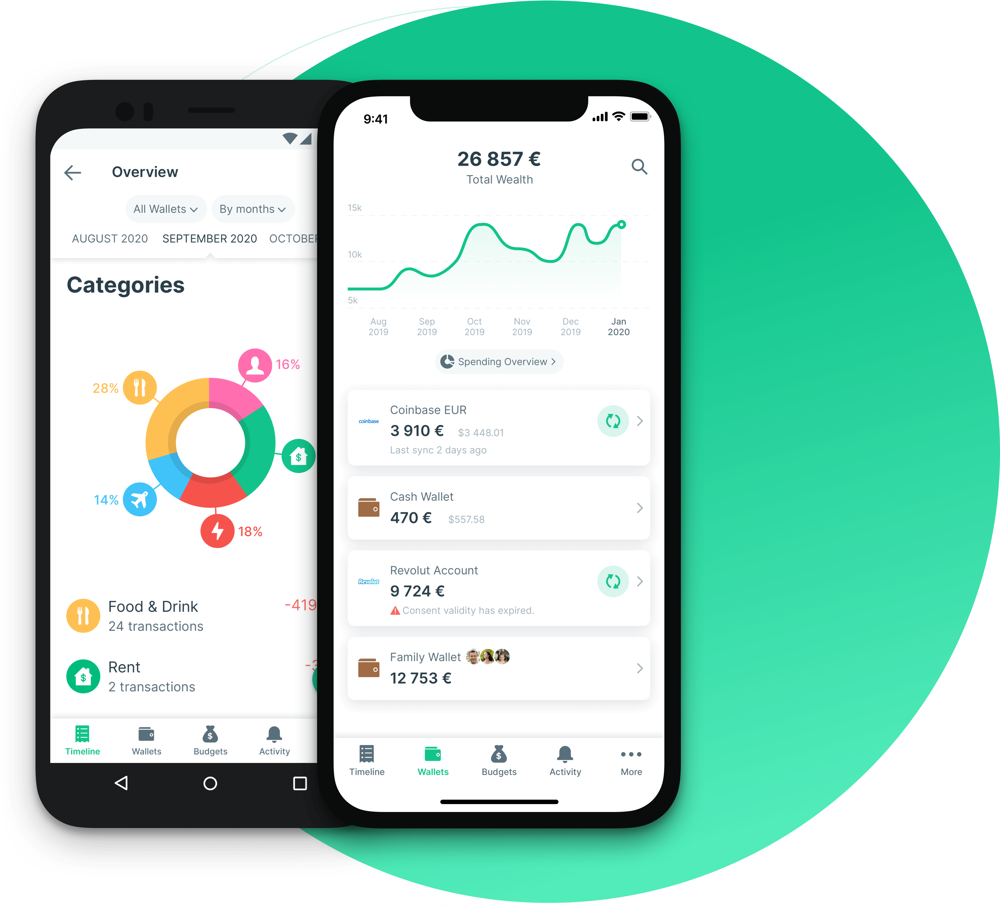 Overview
All Wallets
By months
AUGUST 2020
SEPTEMBER 2020
OCTOBER
Categories
16%
28%
14%
18%
Food & Drink
-419
24 transactions
Rent
-3
2 transactions
Timeline
Wallets
Budgets
Activity
9:41
26 857 €
Total Wealth
15k
10k
5k
Aug
2019
Sep
2019
Oct
2019
Nov
2019
Dec
2019
Jan
2020
Spending Overview
coinbase
Coinbase EUR
3 910 €
$3 448.01
Last sync 2 days ago
Cash Wallet
470 €
$557.58
Revolut
Revolut Account
9 724 €
Consent validity has expired.
Family Wallet
12 753 €
Timeline
Wallets
Budgets
Activity
More